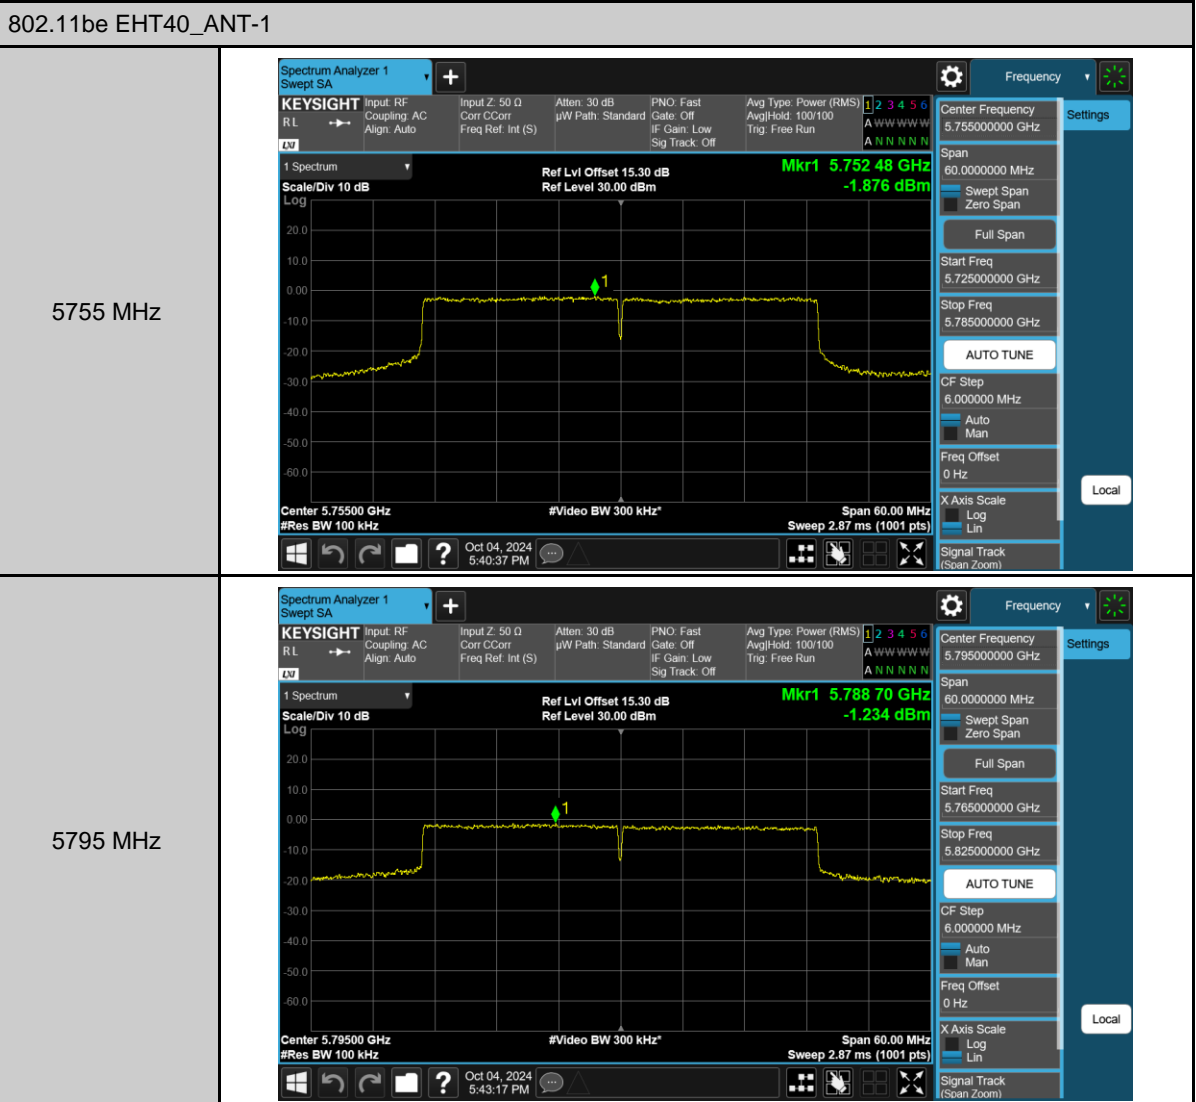 802.11be EHT40_ANT-1
5755 MHz
Spectrum Analyzer 1
Swept SA
Frequency
KEYSIGHT
RL
LXI
Input: RF
Coupling: AC
Align: Auto
Input Z: 50 Ω
Corr CCorr
Freq Ref: Int (S)
Atten: 30 dB
µW Path: Standard
PNO: Fast
Gate: Off
IF Gain: Low
Sig Track: Off
Avg Type: Power (RMS)
Avg|Hold: 100/100
Trig: Free Run
1 2 3 4 5 6
A W W W W W
A N N N N N
1 Spectrum
Scale/Div 10 dB
Log
Ref Lvl Offset 15.30 dB
Ref Level 30.00 dBm
Mkr1 5.752 48 GHz
-1.876 dBm
20.0
10.0
0.00
-10.0
-20.0
-30.0
-40.0
-50.0
-60.0
1
Center 5.75500 GHz
#Res BW 100 kHz
#Video BW 300 kHz*
Span 60.00 MHz
Sweep 2.87 ms (1001 pts)
Oct 04, 2024
5:40:37 PM
Center Frequency
5.755000000 GHz
Span
60.0000000 MHz
Swept Span
Zero Span
Full Span
Start Freq
5.725000000 GHz
Stop Freq
5.785000000 GHz
AUTO TUNE
CF Step
6.000000 MHz
Auto
Man
Freq Offset
0 Hz
X Axis Scale
Log
Lin
Signal Track
(Span Zoom)
Settings
Local
5795 MHz
Spectrum Analyzer 1
Swept SA
Frequency
KEYSIGHT
RL
LXI
Input: RF
Coupling: AC
Align: Auto
Input Z: 50 Ω
Corr CCorr
Freq Ref: Int (S)
Atten: 30 dB
µW Path: Standard
PNO: Fast
Gate: Off
IF Gain: Low
Sig Track: Off
Avg Type: Power (RMS)
Avg|Hold: 100/100
Trig: Free Run
1 2 3 4 5 6
A W W W W W
A N N N N N
1 Spectrum
Scale/Div 10 dB
Log
Ref Lvl Offset 15.30 dB
Ref Level 30.00 dBm
Mkr1 5.788 70 GHz
-1.234 dBm
20.0
10.0
0.00
-10.0
-20.0
-30.0
-40.0
-50.0
-60.0
1
Center 5.79500 GHz
#Res BW 100 kHz
#Video BW 300 kHz*
Span 60.00 MHz
Sweep 2.87 ms (1001 pts)
Oct 04, 2024
5:43:17 PM
Center Frequency
5.795000000 GHz
Span
60.0000000 MHz
Swept Span
Zero Span
Full Span
Start Freq
5.765000000 GHz
Stop Freq
5.825000000 GHz
AUTO TUNE
CF Step
6.000000 MHz
Auto
Man
Freq Offset
0 Hz
X Axis Scale
Log
Lin
Signal Track
(Span Zoom)
Settings
Local